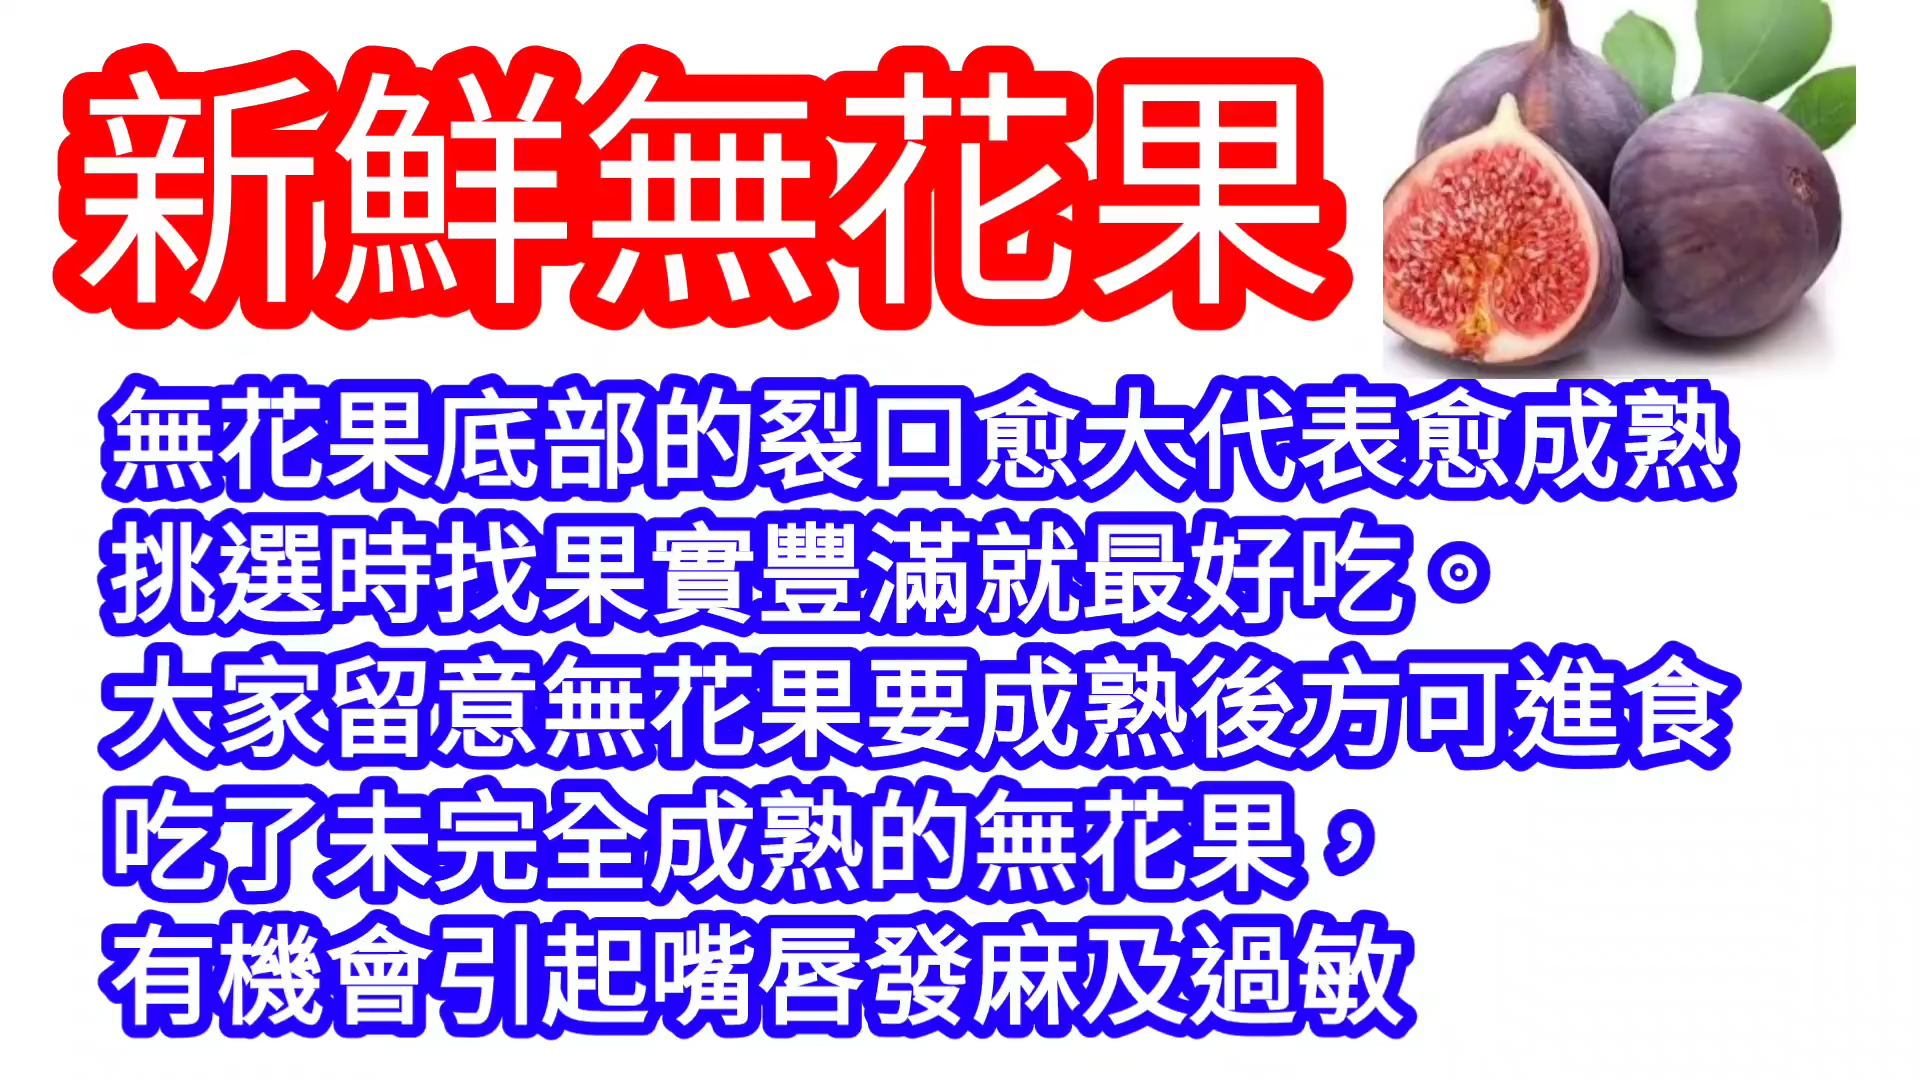 新鮮無花果
無花果底部的裂口愈大代表愈成熟
挑選時找果實豐滿就最好吃。
大家留意無花果要成熟後方可進食
吃了未完全成熟的無花果，
有機會引起嘴唇發麻及過敏